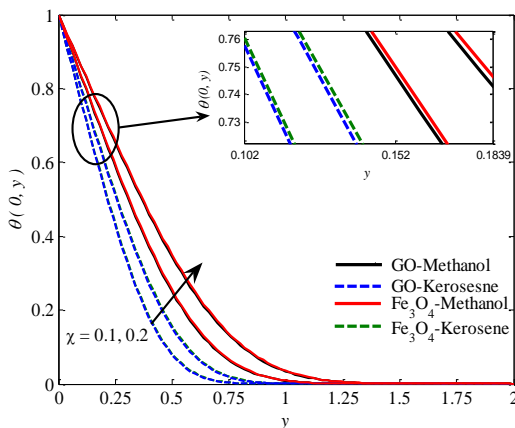 θ(0, y)
1
0.8
0.6
0.4
0.2
0
0
0.25
0.5
0.75
1
1.25
1.5
1.75
2
y
χ = 0.1, 0.2
θ(0, y)
0.76
0.75
0.74
0.73
0.102
0.152
0.1839
y
GO-Methanol
GO-Kerosesne
Fe₃O₄-Methanol
Fe₃O₄-Kerosene